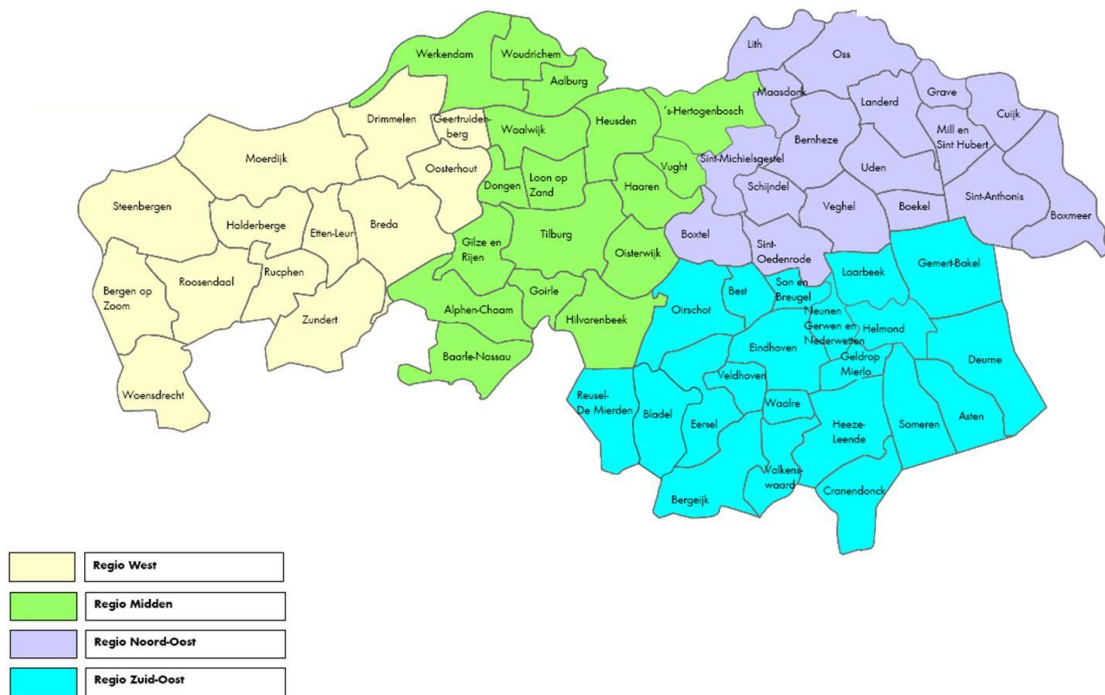 Lith
Oss
Werkendam
Woudrichem
Aalburg
Maasdonk
Landerd
Grave
Cuijk
's-Hertogenbosch
Drimmelen
Geertruiden-
berg
Waalwijk
Heusden
Bernheze
Mill en
Sint Hubert
Moerdijk
Oosterhout
Vught
Sint-Michielsgestel
Uden
Dongen
Loon op
Zand
Haaren
Schijndel
Sint-Anthonis
Steenbergen
Halderberge
Etten-Leur
Breda
Veghel
Boekel
Boxmeer
Gilze en
Rijen
Tilburg
Oisterwijk
Boxtel
Sint-
Oedenrode
Laarbeek
Gemert-Bakel
Bergen op
Zoom
Roosendaal
Rucphen
Goirle
Best
Son en
Breugel
Zundert
Alphen-Chaam
Hilvarenbeek
Oirschot
Neunen
Gerwen en
Nederwetten
Helmond
Baarle-Nassau
Eindhoven
Geldrop
Mierlo
Deurne
Woensdrecht
Reusel-
De Mierden
Bladel
Veldhoven
Waalre
Eersel
Heeze-
Leende
Someren
Asten
Valkens-
waard
Bergeijk
Cranendonck
Regio West
Regio Midden
Regio Noord-Oost
Regio Zuid-Oost